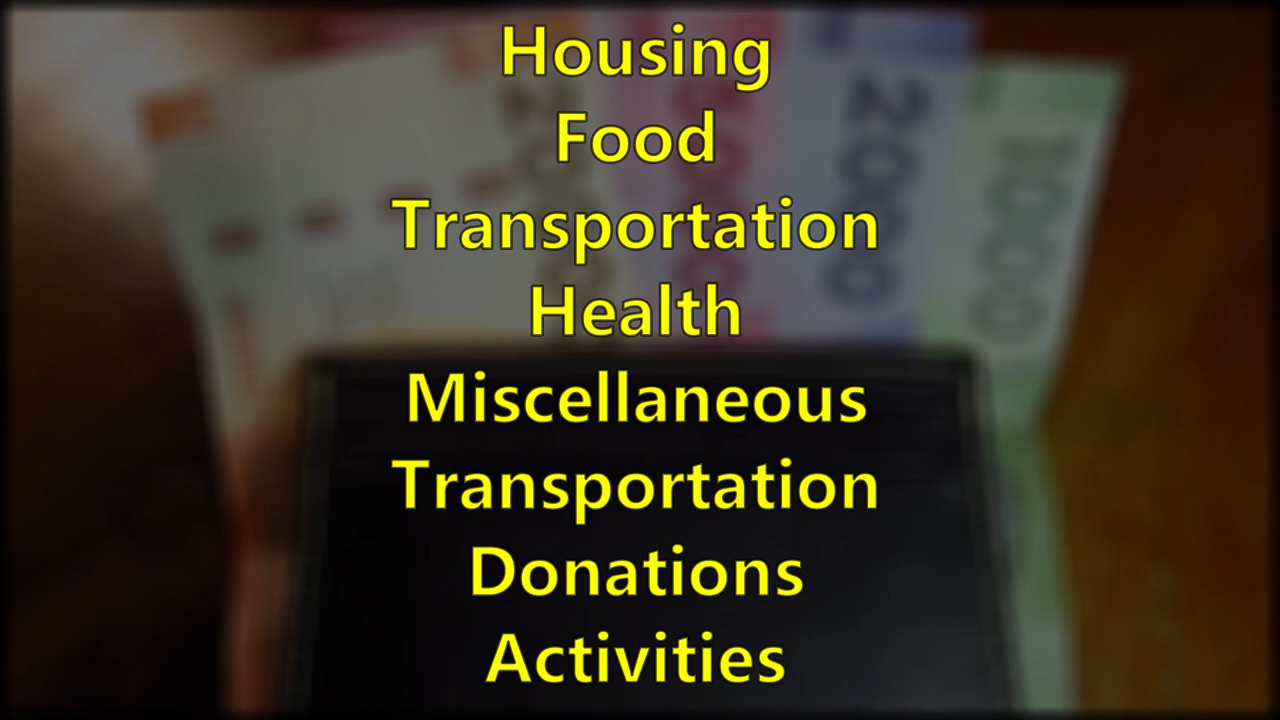 Housing
Food
Transportation
Health
Miscellaneous
Transportation
Donations
Activities